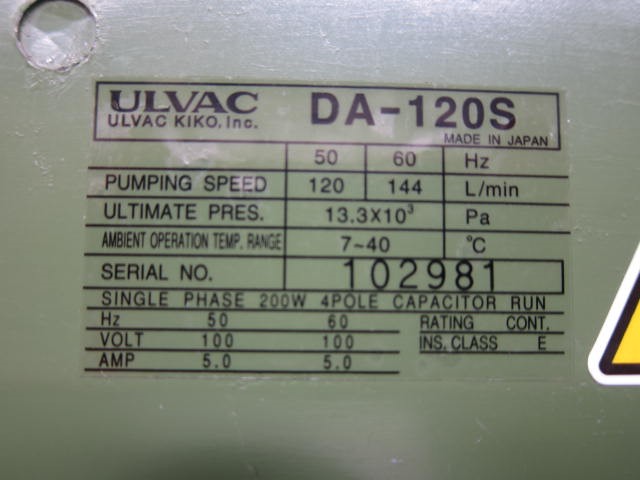 ULVAC DA-120S
ULVAC KIKO, Inc.
MADE IN JAPAN
50 60 Hz
PUMPING SPEED 120 144 L/min
ULTIMATE PRES. 13.3X10³ Pa
AMBIENT OPERATION TEMP. RANGE 7~40 °C
SERIAL NO. 102981
SINGLE PHASE 200W 4POLE CAPACITOR RUN
Hz 50 60 RATING CONT.
VOLT 100 100 INS. CLASS E
AMP 5.0 5.0